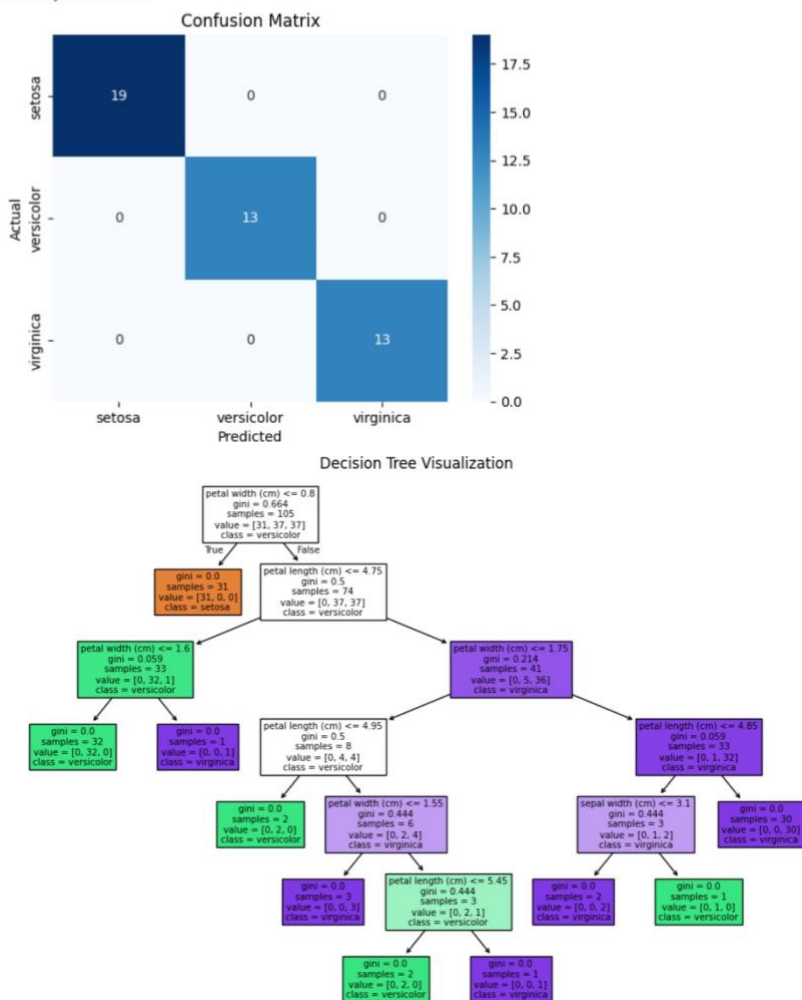 Confusion Matrix
setosa
19
0
0
17.5
15.0
Actual
versicolor
0
13
0
12.5
10.0
7.5
virginica
0
0
13
5.0
2.5
0.0
setosa
versicolor
virginica
Predicted
Decision Tree Visualization
petal width (cm) <= 0.8
gini = 0.664
samples = 105
value = [31, 37, 37]
class = versicolor
True
False
gini = 0.0
samples = 31
value = [31, 0, 0]
class = setosa
petal length (cm) <= 4.75
gini = 0.5
samples = 74
value = [0, 37, 37]
class = versicolor
petal width (cm) <= 1.6
gini = 0.059
samples = 33
value = [0, 32, 1]
class = versicolor
petal width (cm) <= 1.75
gini = 0.214
samples = 41
value = [0, 5, 36]
class = virginica
gini = 0.0
samples = 32
value = [0, 32, 0]
class = versicolor
gini = 0.0
samples = 1
value = [0, 0, 1]
class = virginica
petal length (cm) <= 4.95
gini = 0.5
samples = 8
value = [0, 4, 4]
class = versicolor
petal length (cm) <= 4.85
gini = 0.059
samples = 33
value = [0, 1, 32]
class = virginica
gini = 0.0
samples = 2
value = [0, 2, 0]
class = versicolor
petal width (cm) <= 1.55
gini = 0.444
samples = 6
value = [0, 2, 4]
class = virginica
sepal width (cm) <= 3.1
gini = 0.444
samples = 3
value = [0, 1, 2]
class = virginica
gini = 0.0
samples = 30
value = [0, 0, 30]
class = virginica
gini = 0.0
samples = 3
value = [0, 0, 3]
class = virginica
petal length (cm) <= 5.45
gini = 0.444
samples = 3
value = [0, 2, 1]
class = versicolor
gini = 0.0
samples = 2
value = [0, 0, 2]
class = virginica
gini = 0.0
samples = 1
value = [0, 1, 0]
class = versicolor
gini = 0.0
samples = 2
value = [0, 2, 0]
class = versicolor
gini = 0.0
samples = 1
value = [0, 0, 1]
class = virginica